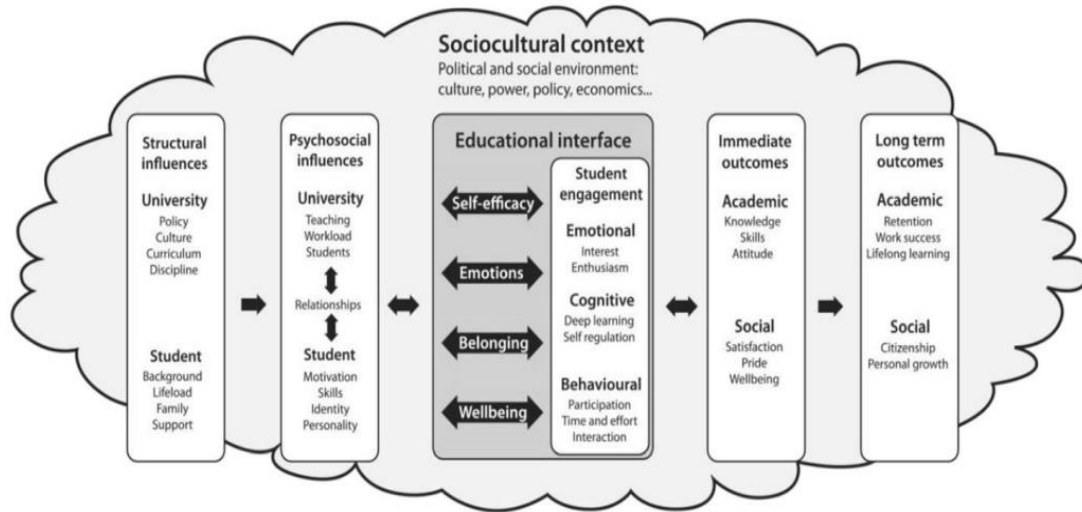 Sociocultural context
Political and social environment:
culture, power, policy, economics...
Structural
influences
University
Policy
Culture
Curriculum
Discipline
Student
Background
Lifeload
Family
Support
Psychosocial
influences
University
Teaching
Workload
Students
Relationships
Student
Motivation
Skills
Identity
Personality
Educational interface
Self-efficacy
Emotions
Belonging
Wellbeing
Student
engagement
Emotional
Interest
Enthusiasm
Cognitive
Deep learning
Self regulation
Behavioural
Participation
Time and effort
Interaction
Immediate
outcomes
Academic
Knowledge
Skills
Attitude
Social
Satisfaction
Pride
Wellbeing
Long term
outcomes
Academic
Retention
Work success
Lifelong learning
Social
Citizenship
Personal growth